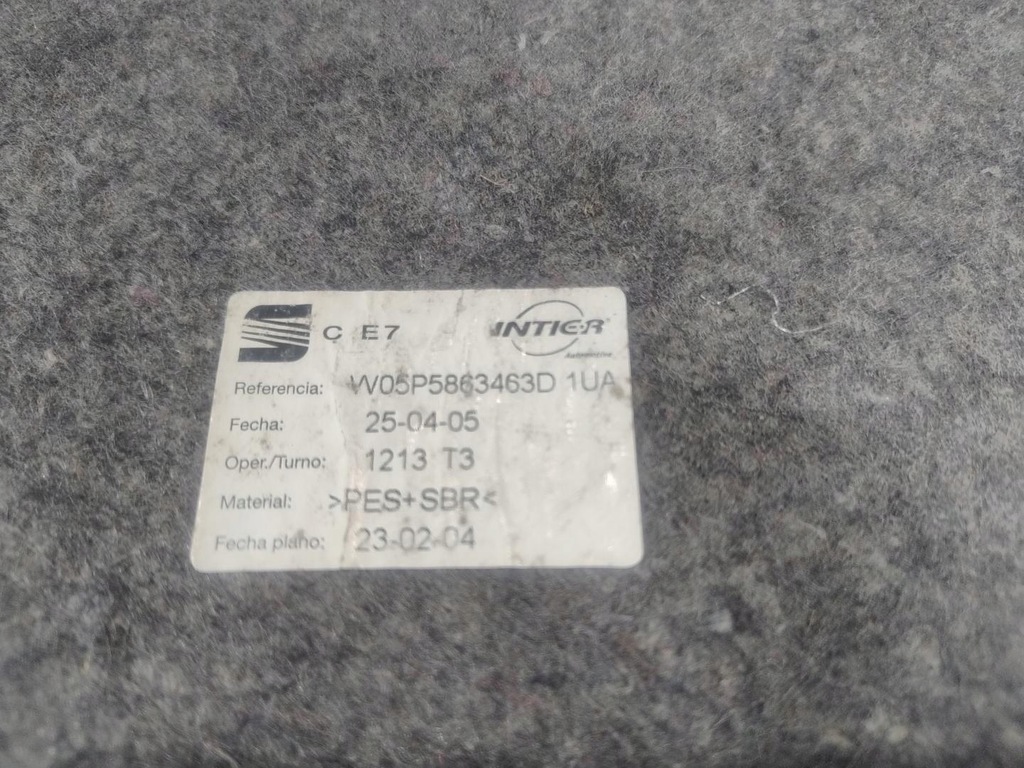 C E7
INTIER
Automotive
Referencia: W05P5863463D 1UA
Fecha: 25-04-05
Oper./Turno: 1213 T3
Material: >PES+SBR<
Fecha plano: 23-02-04